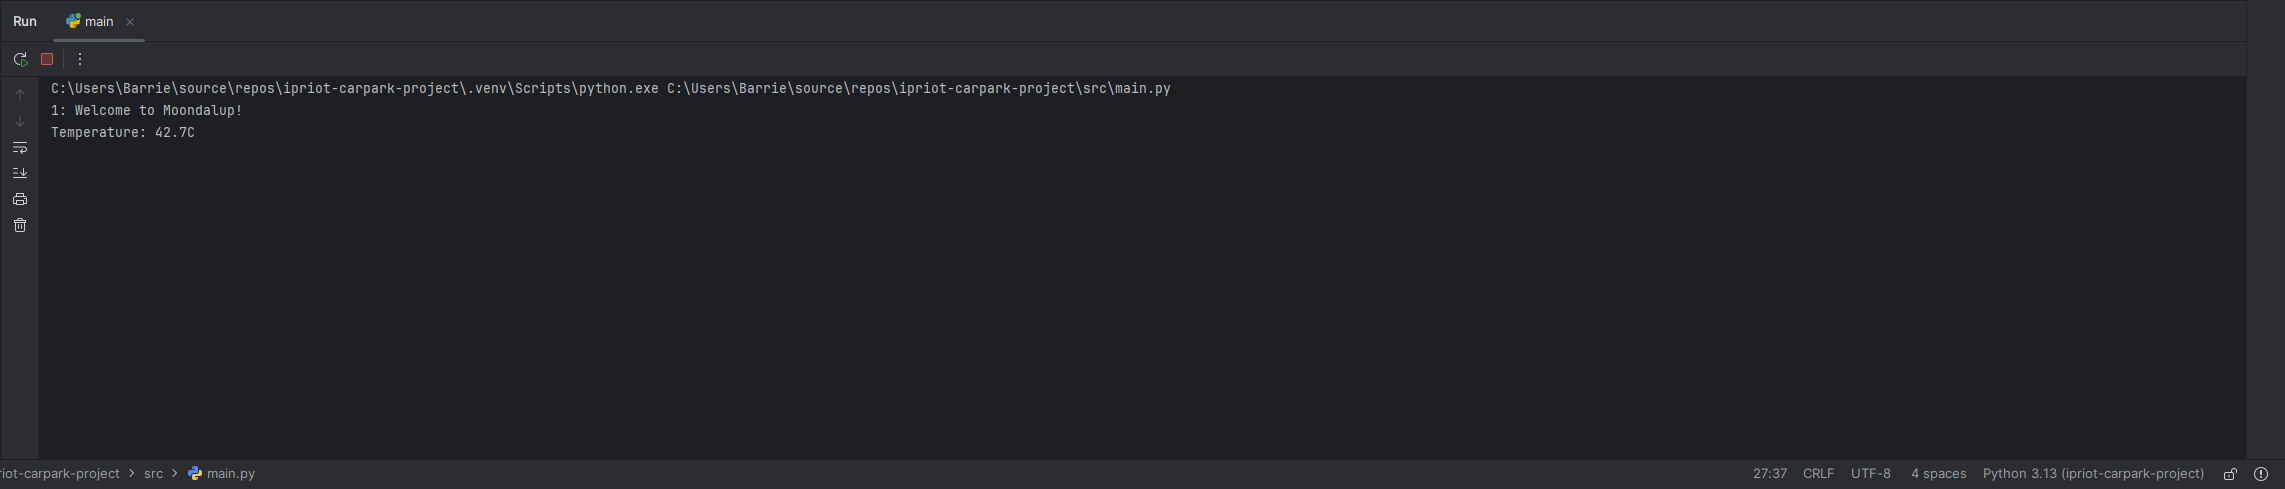 Run main
C:\Users\Barrie\source\repos\ipriot-carpark-project\.venv\Scripts\python.exe C:\Users\Barrie\source\repos\ipriot-carpark-project\src\main.py
1: Welcome to Moondalup!
Temperature: 42.7C
riot-carpark-project > src > main.py 27:37 CRLF UTF-8 4 spaces Python 3.13 (ipriot-carpark-project)